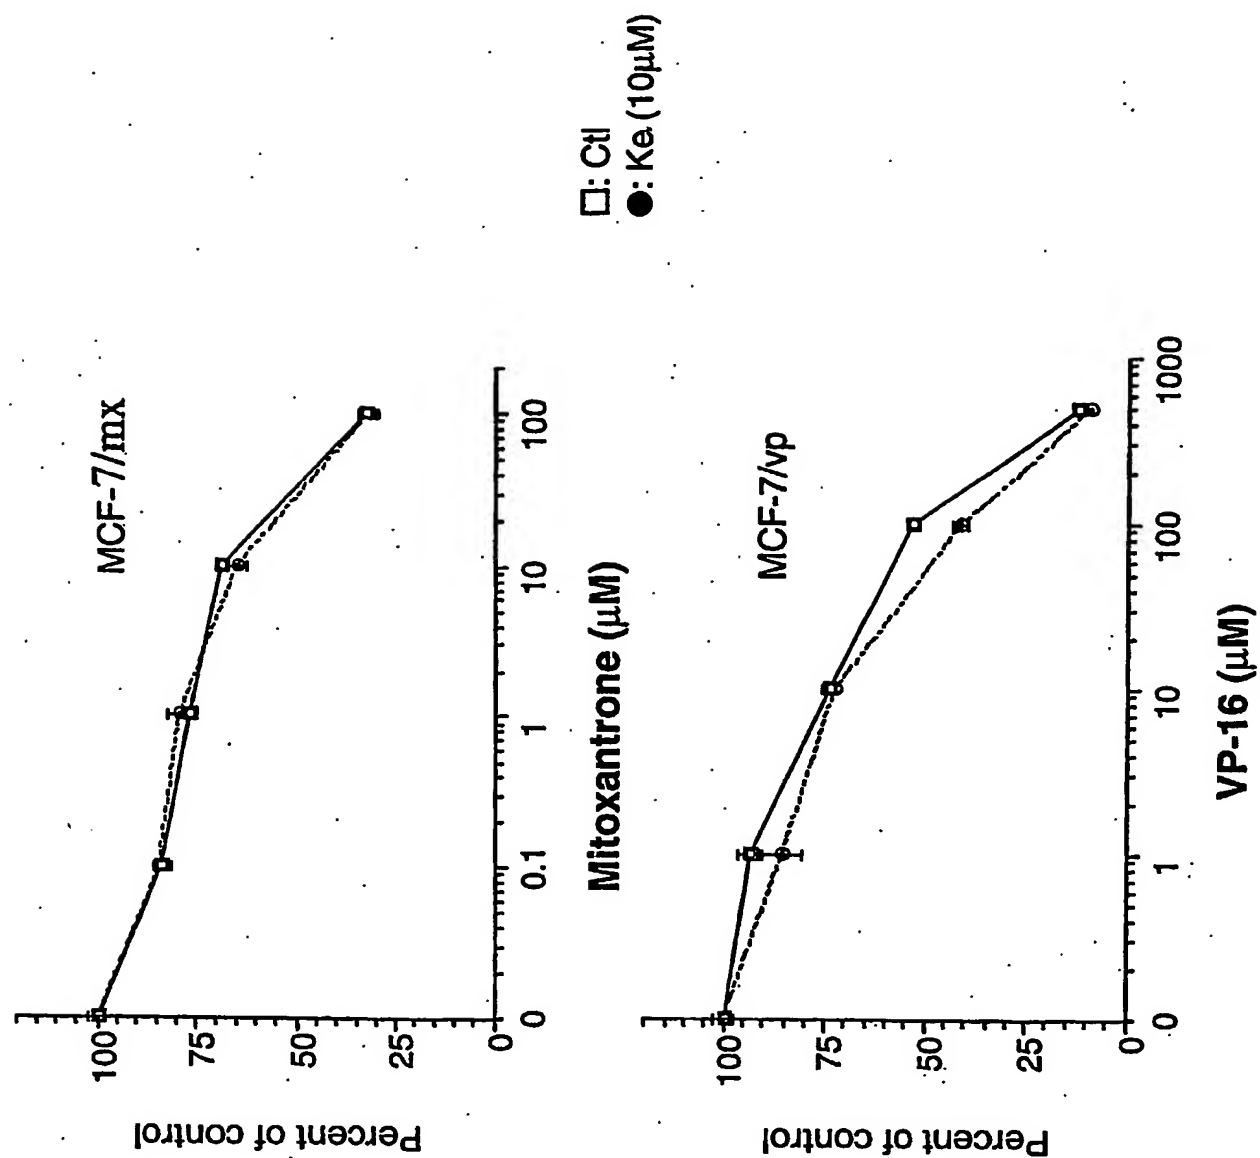 MCF-7/mx
Percent of control
100
75
50
25
0
0
0.1
1
10
100
Mitoxantrone (µM)
□: Ctl
●: Ke (10µM)
MCF-7/vp
Percent of control
100
75
50
25
0
0
1
10
100
1000
VP-16 (µM)